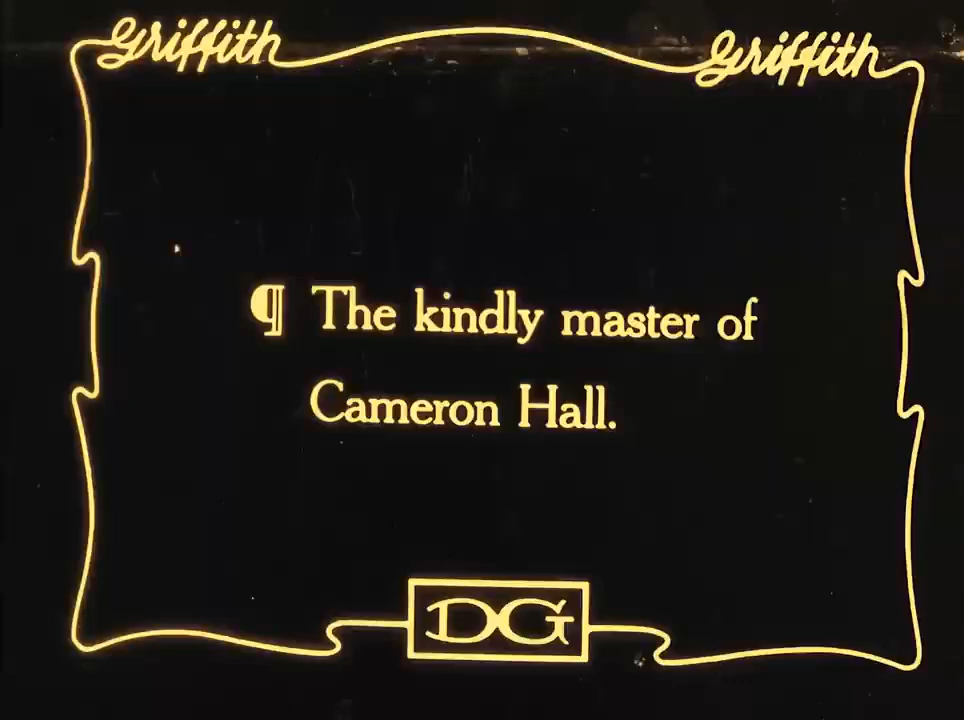 Griffith Griffith
¶ The kindly master of
Cameron Hall.
DG